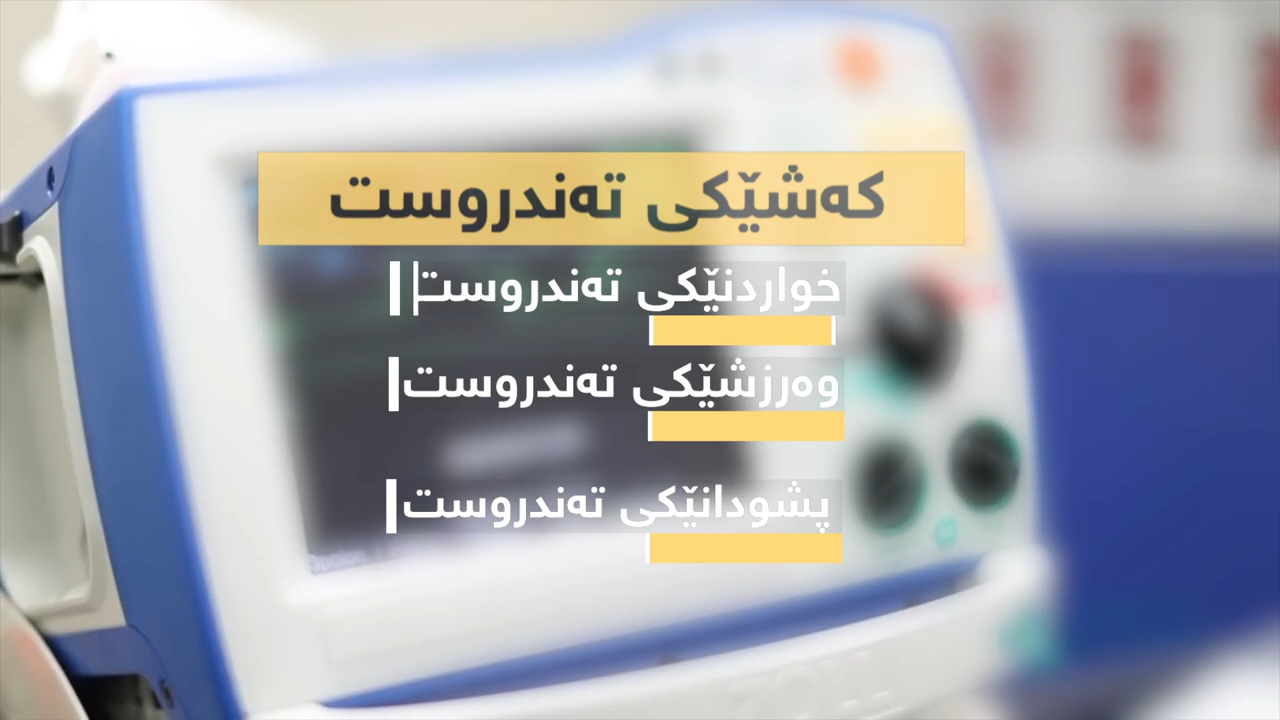 کەشێکی تەندروست
خواردنێکی تەندروست
وەرزشێکی تەندروست
پشودانێکی تەندروست